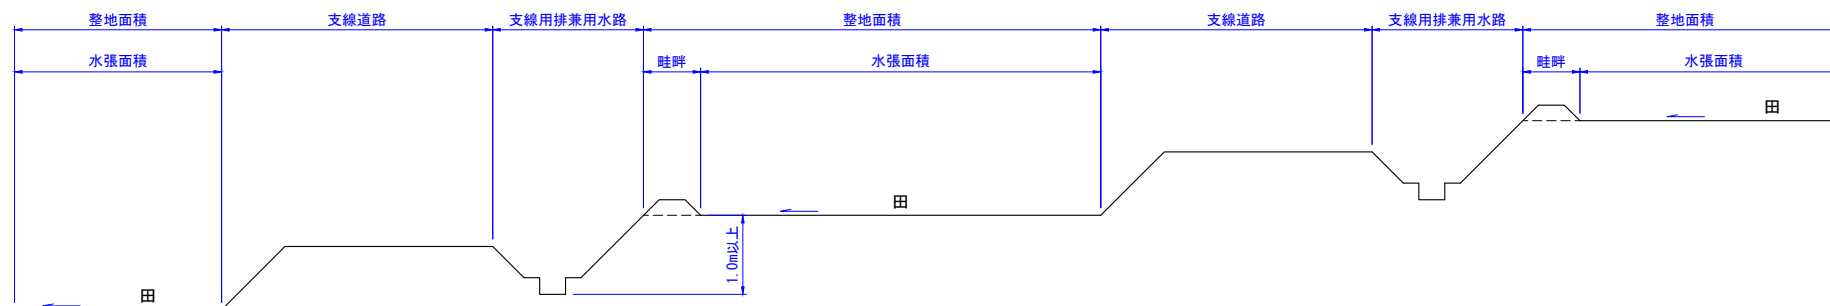 整地面積 支線道路 支線用排兼用水路 整地面積 支線道路 支線用排兼用水路 整地面積
水張面積 畦畔 水張面積 畦畔 水張面積
田
田
1.0m以上
田